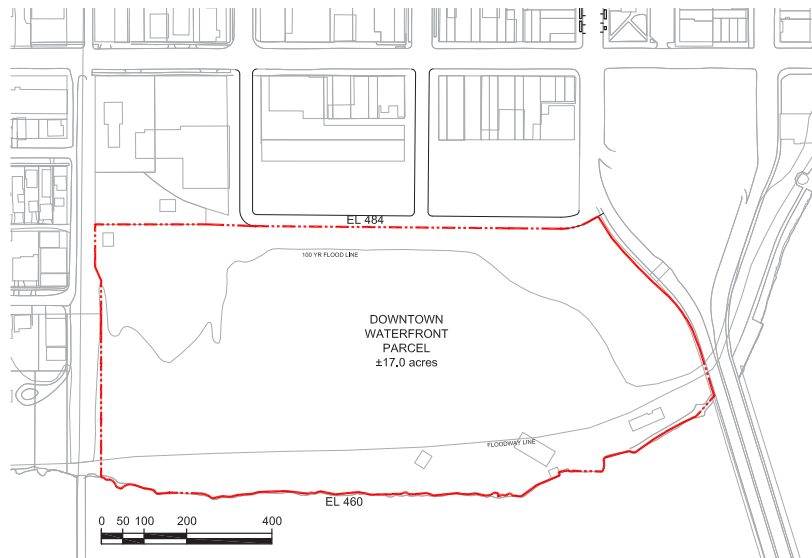 EL 484
100 YR FLOOD LINE
DOWNTOWN
WATERFRONT
PARCEL
±17.0 acres
FLOODWAY LINE
EL 460
0 50 100 200 400